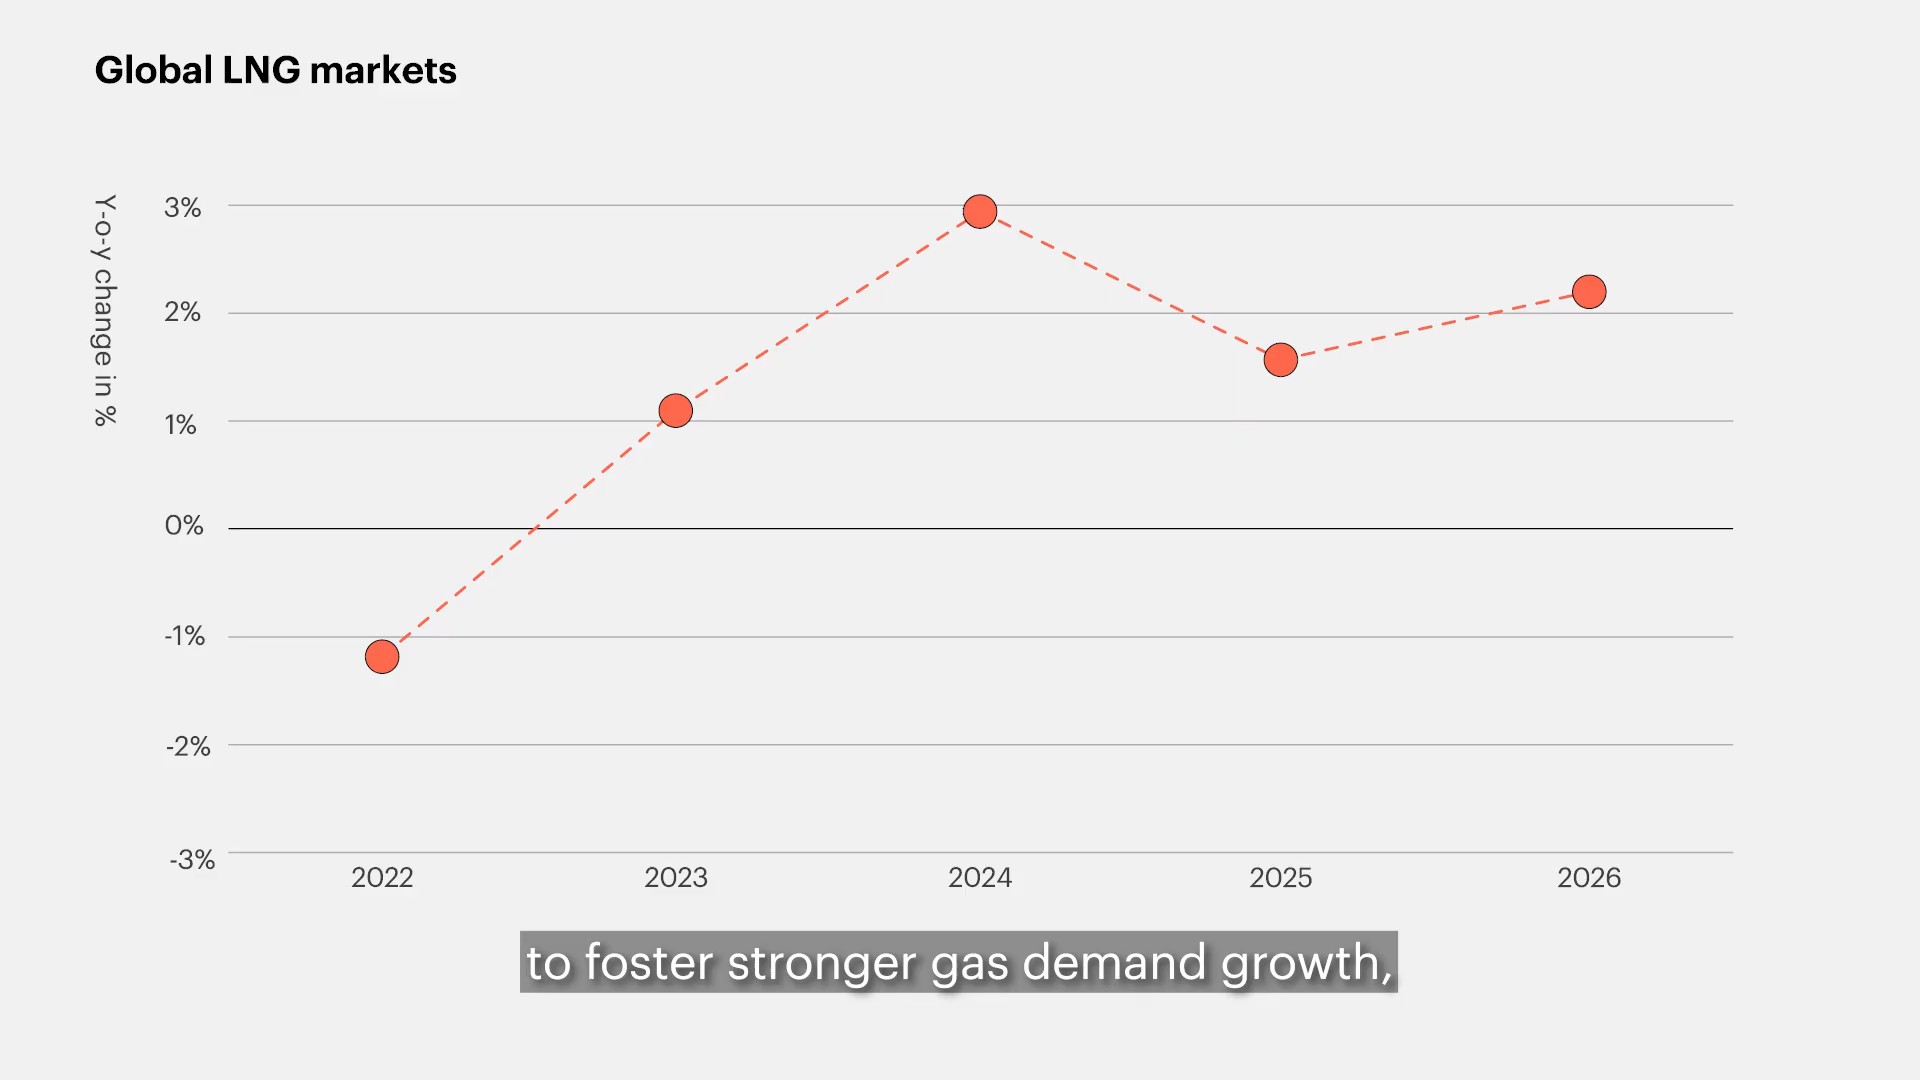 Global LNG markets
Y-o-y change in %
3%
2%
1%
0%
-1%
-2%
-3%
2022 2023 2024 2025 2026
to foster stronger gas demand growth,